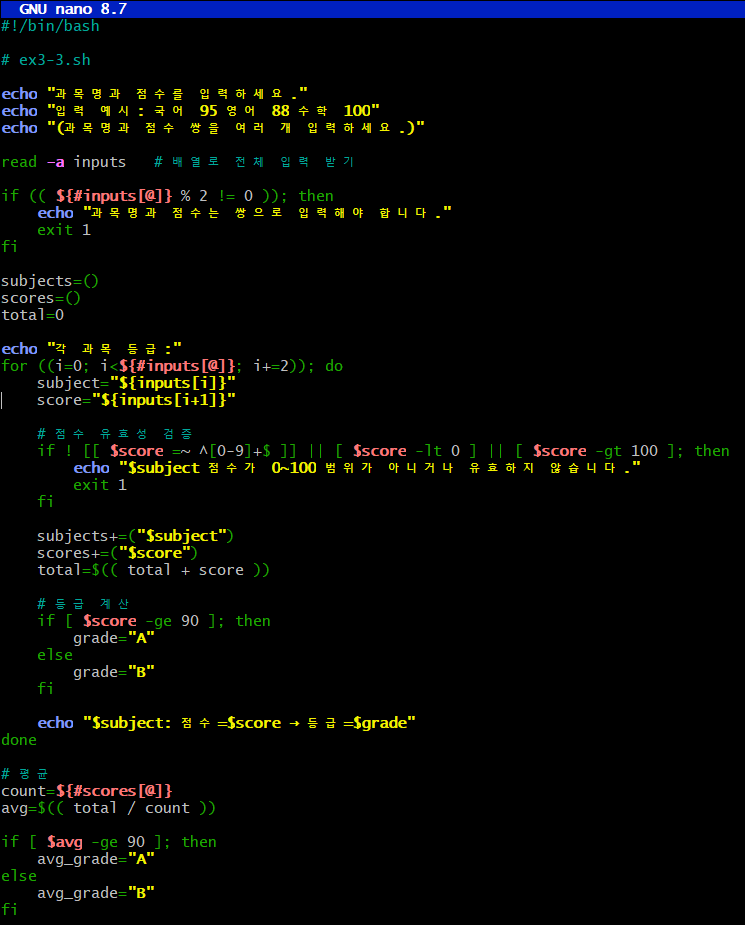 GNU nano 8.7
#!/bin/bash
# ex3-3.sh
echo "과목명과 점수를 입력하세요."
echo "입력 예시: 국어 95 영어 88 수학 100"
echo "(과목명과 점수 쌍을 여러 개 입력하세요.)"
read -a inputs   # 배열로 전체 입력 받기
if (( ${#inputs[@]} % 2 != 0 )); then
    echo "과목명과 점수는 쌍으로 입력해야 합니다."
    exit 1
fi
subjects=()
scores=()
total=0
echo "각 과목 등급:"
for ((i=0; i<${#inputs[@]}; i+=2)); do
    subject="${inputs[i]}"
    score="${inputs[i+1]}"
    # 점수 유효성 검증
    if ! [[ $score =~ ^[0-9]+$ ]] || [ $score -lt 0 ] || [ $score -gt 100 ]; then
        echo "$subject 점수가 0~100 범위가 아니거나 유효하지 않습니다."
        exit 1
    fi
    subjects+=("$subject")
    scores+=("$score")
    total=$(( total + score ))
    # 등급 계산
    if [ $score -ge 90 ]; then
        grade="A"
    else
        grade="B"
    fi
    echo "$subject: 점수=$score → 등급=$grade"
done
# 평균
count=${#scores[@]}
avg=$(( total / count ))
if [ $avg -ge 90 ]; then
    avg_grade="A"
else
    avg_grade="B"
fi